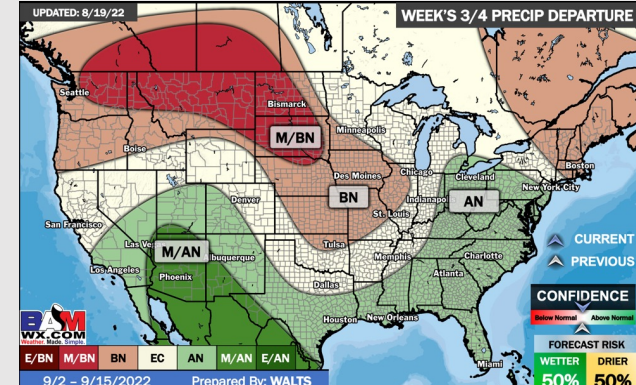 UPDATED: 8/19/22
WEEK'S 3/4 PRECIP DEPARTURE
Seattle
Bismarck
M/BN
Minneapolis
Boise
Boston
Chicago
Cleveland
Des Moines
New York City
Denver
BN
Indianapo
AN
St. Louis
San Francisco
CURRENT
Las Ve
M/AN
lbuquerque
Tulsa
Memphis
Charlotte
PREVIOUS
Los Angeles
Phoenix
Atlanta
Dallas
CONFIDENCE
Below Normal
Above Normal
Houston
New Orleans
BAM
WX.COM
Weather. Made. Simple.
FORECAST RISK
E/BN M/BN BN EC AN M/AN E/AN
Miami
WETTER
DRIER
9/2 – 9/15/2022
Prepared By: WALTS
50%
50%